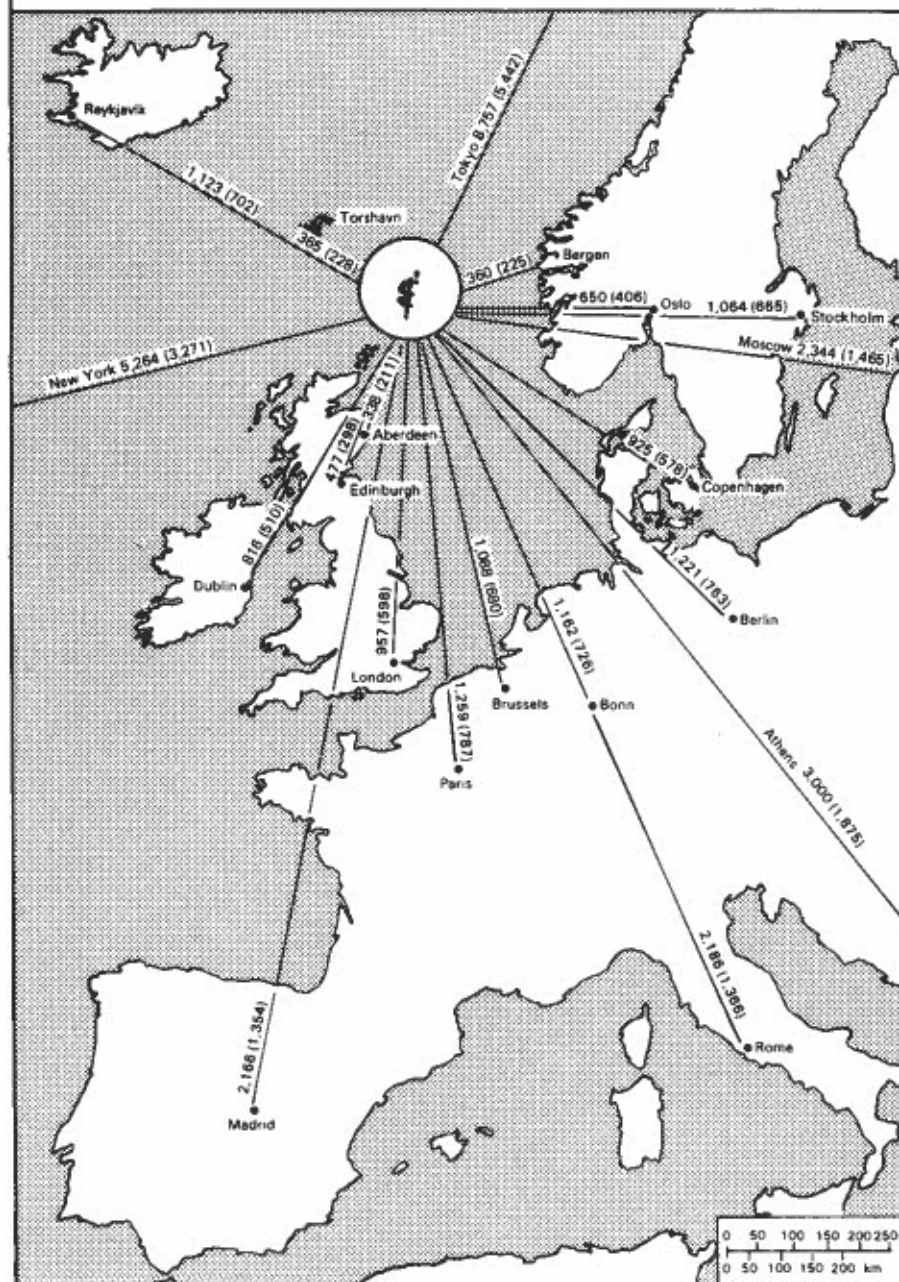 Reykjavik
1,123 (702)
Torshavn
365 (228)
Tokyo 8,757 (5,442)
Bergen
360 (225)
650 (406)
Oslo
1,064 (665)
Stockholm
Moscow 2,344 (1,465)
New York 5,264 (3,271)
338 (211)
Aberdeen
477 (298)
Edinburgh
925 (578)
Copenhagen
816 (510)
Dublin
1,088 (680)
1,221 (763)
Berlin
957 (598)
London
1,162 (726)
Brussels
Bonn
1,259 (787)
Paris
Athens 3,000 (1,875)
2,186 (1,366)
Rome
2,166 (1,354)
Madrid
0 50 100 150 200 250
0 50 100 150 200 km